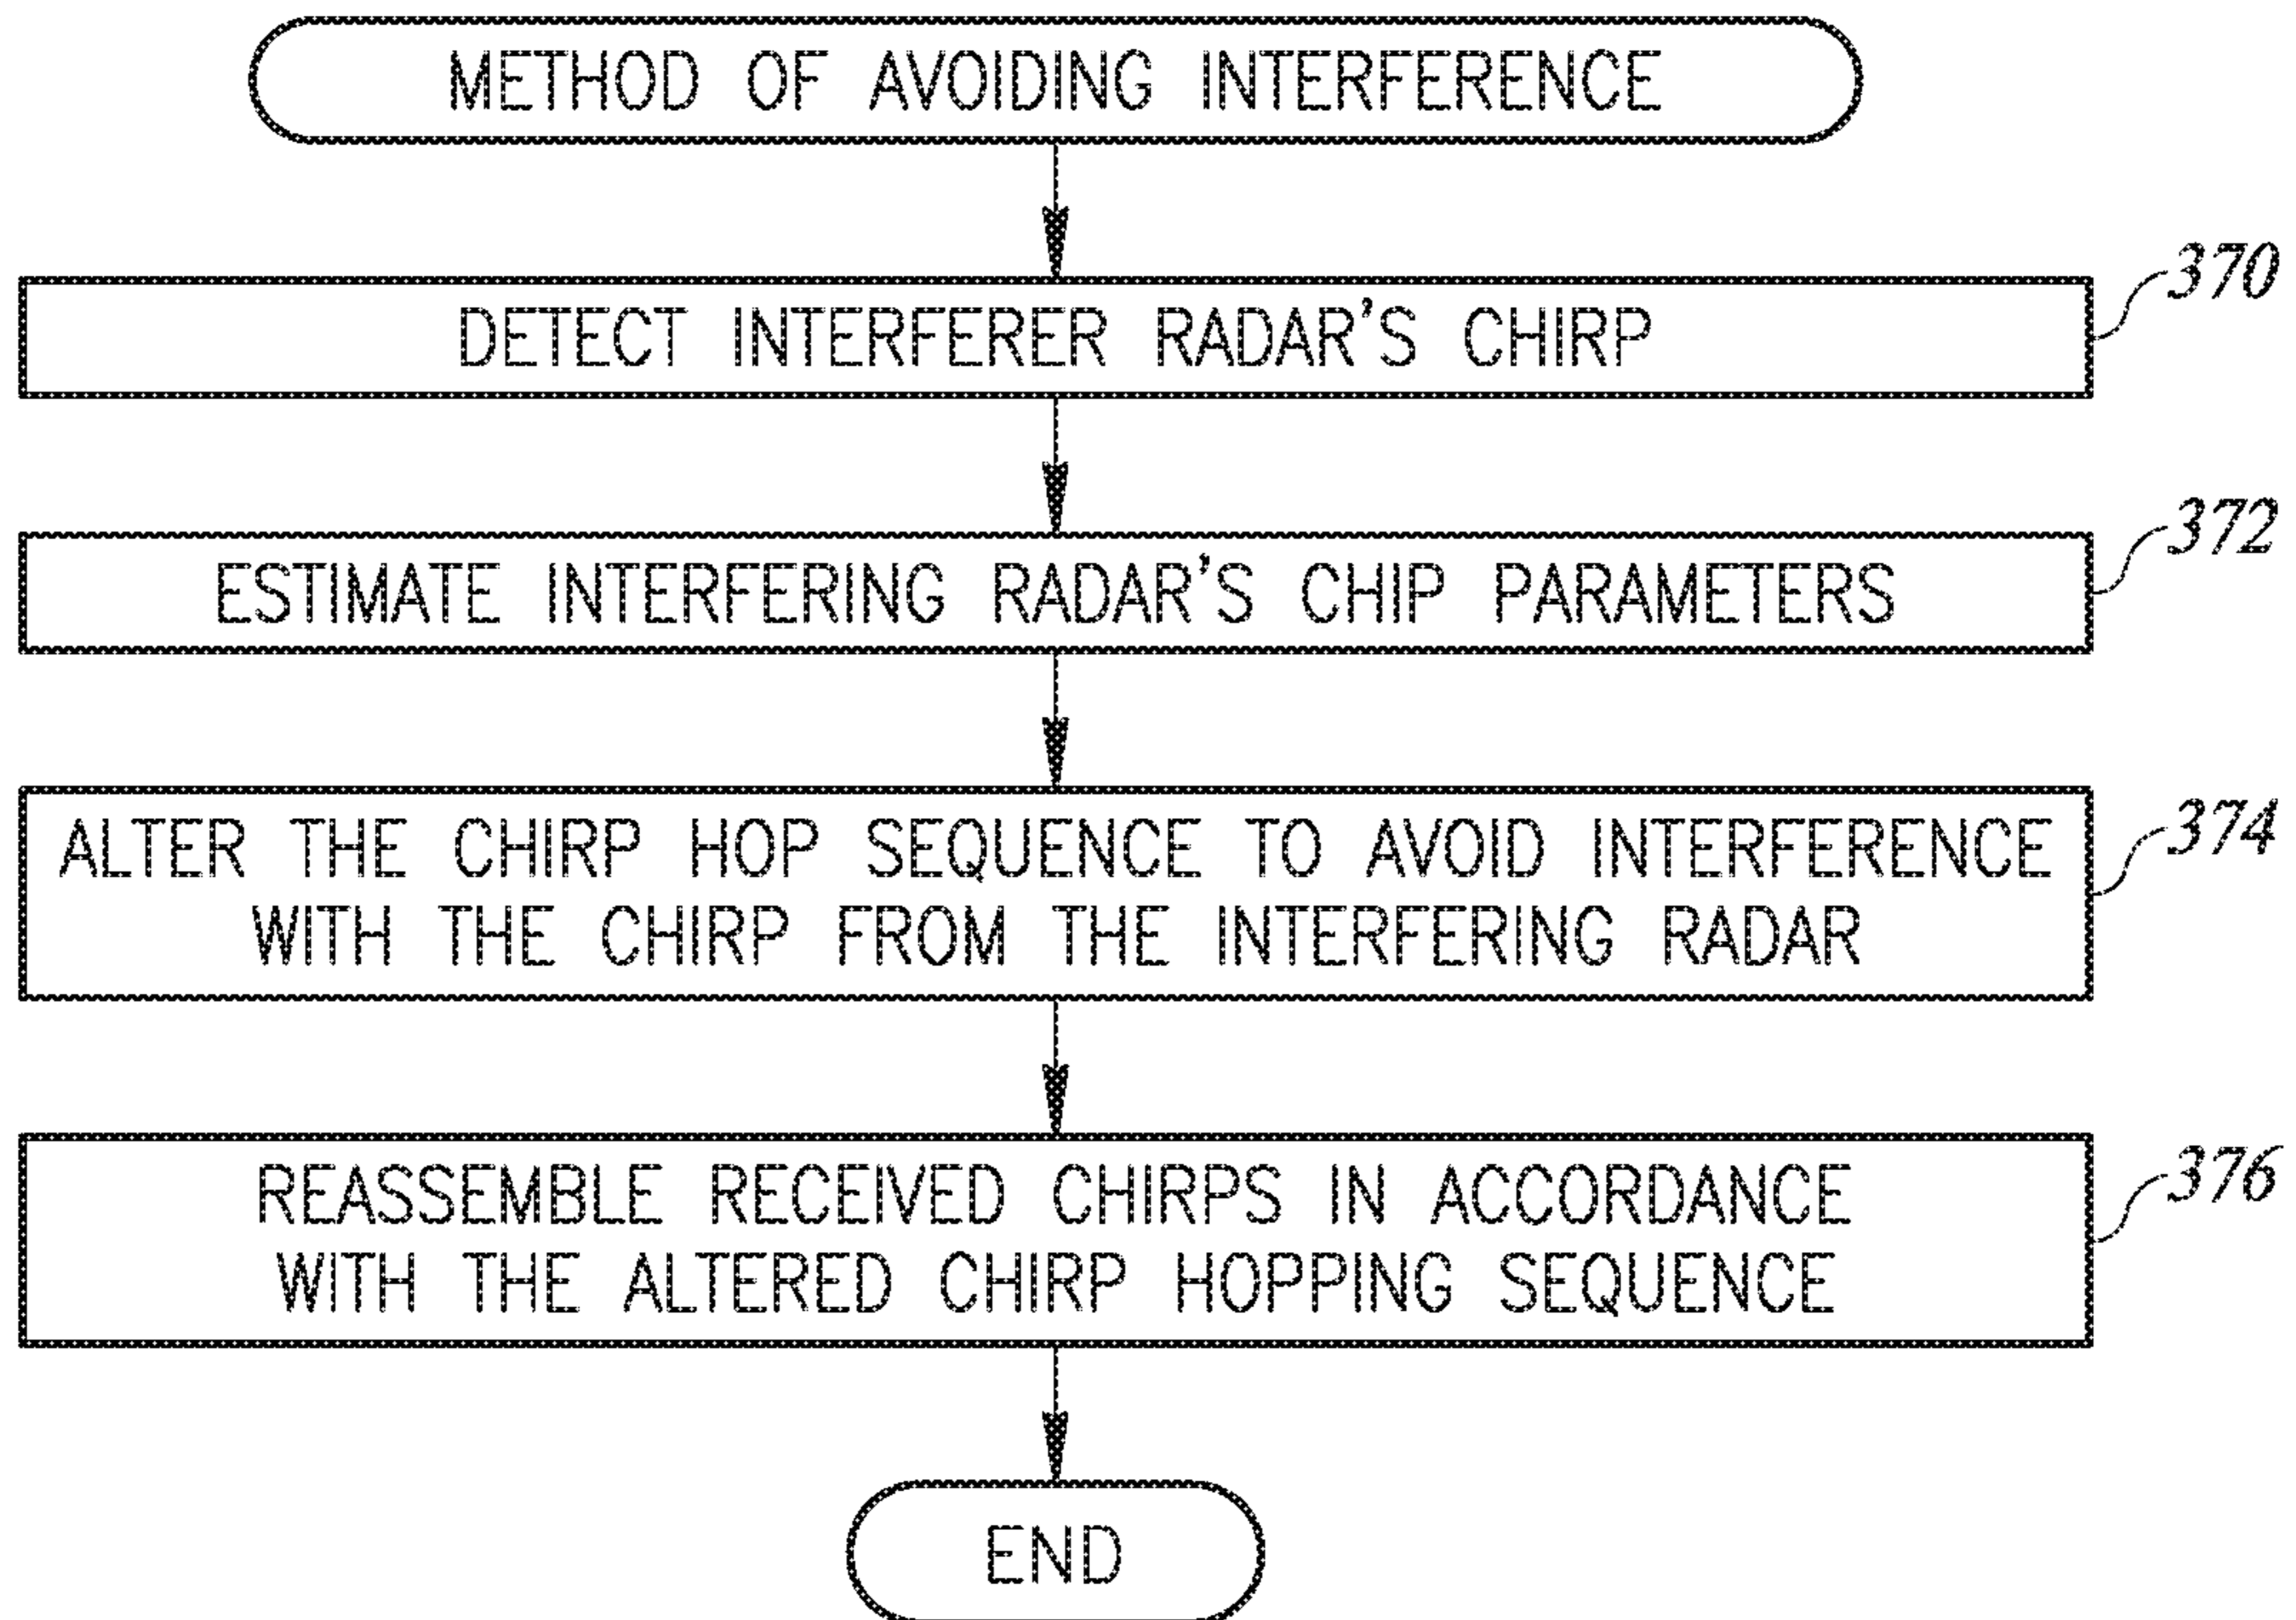 METHOD OF AVOIDING INTERFERENCE
DETECT INTERFERER RADAR'S CHIRP
370
ESTIMATE INTERFERING RADAR'S CHIP PARAMETERS
372
ALTER THE CHIRP HOP SEQUENCE TO AVOID INTERFERENCE
WITH THE CHIRP FROM THE INTERFERING RADAR
374
REASSEMBLE RECEIVED CHIRPS IN ACCORDANCE
WITH THE ALTERED CHIRP HOPPING SEQUENCE
376
END